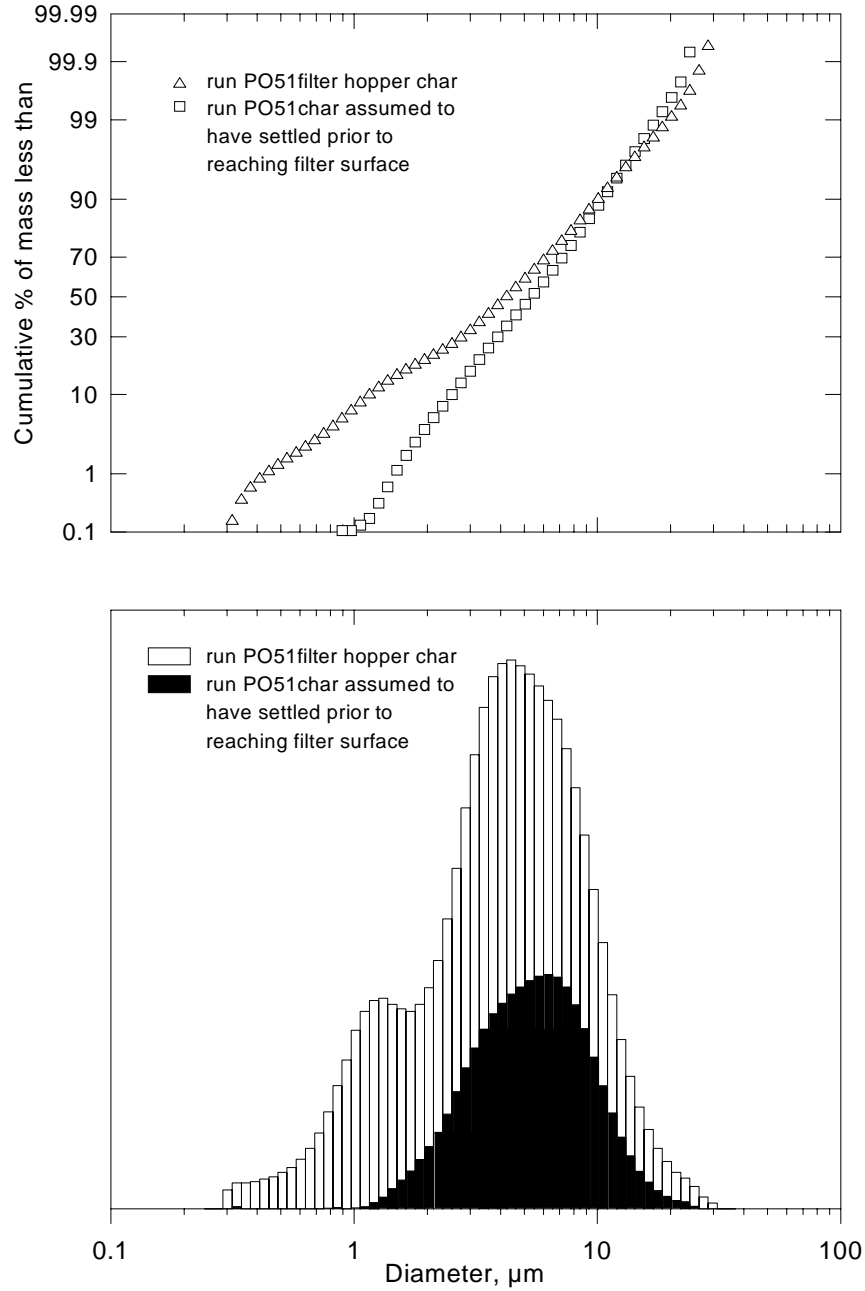 99.99
99.9
99
90
70
50
30
10
1
0.1
Cumulative % of mass less than
run PO51filter hopper char
run PO51char assumed to
have settled prior to
reaching filter surface
run PO51filter hopper char
run PO51char assumed to
have settled prior to
reaching filter surface
0.1 1 10 100
Diameter, µm